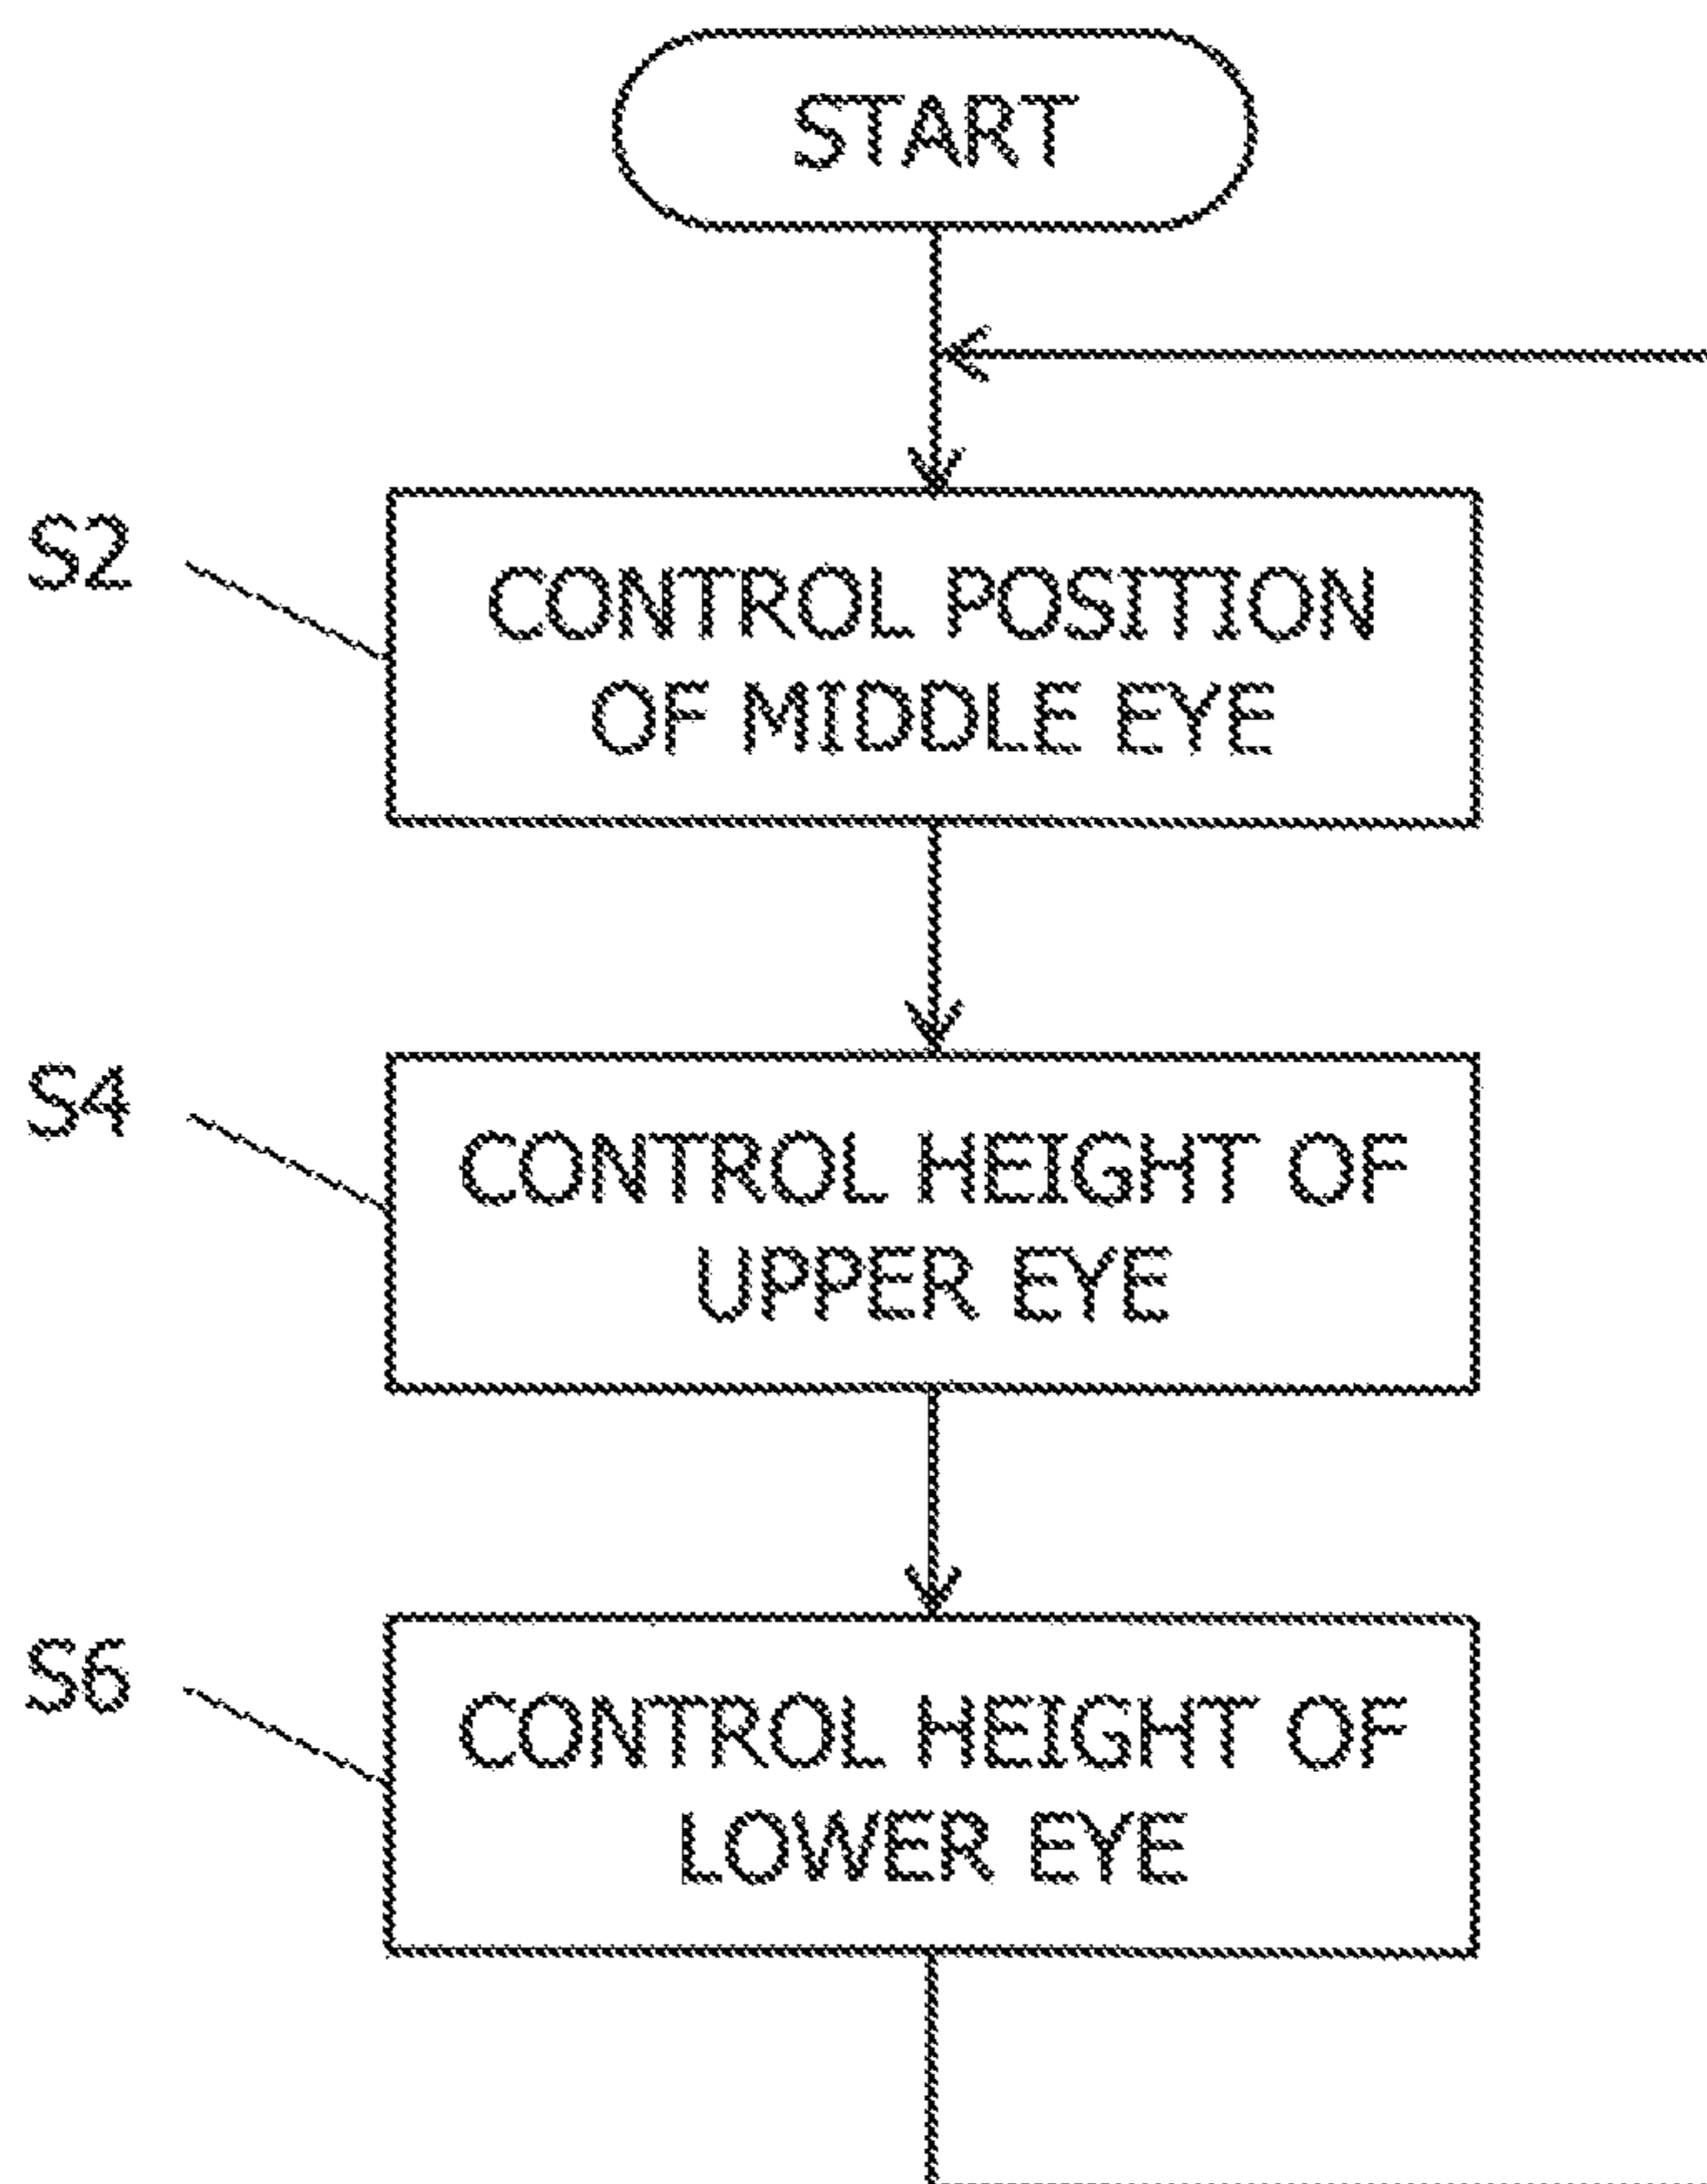 START
S2
CONTROL POSITION
OF MIDDLE EYE
S4
CONTROL HEIGHT OF
UPPER EYE
S6
CONTROL HEIGHT OF
LOWER EYE